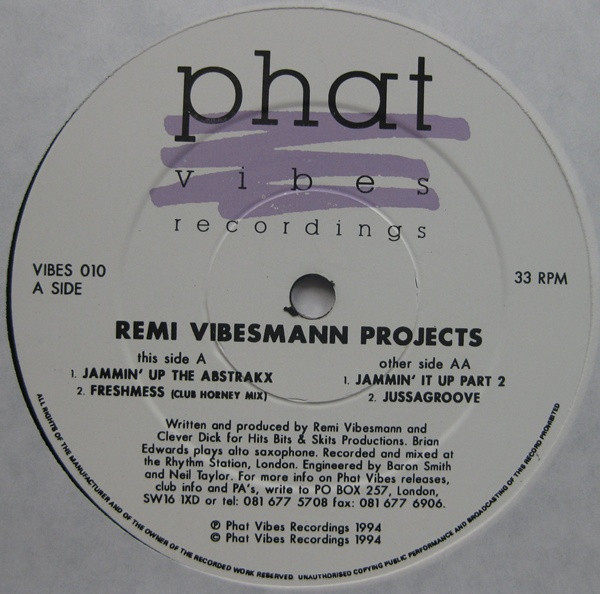 phat
vibes
recordings
VIBES 010
A SIDE
33 RPM
REMI VIBESMANN PROJECTS
this side A
1. JAMMIN' UP THE ABSTRAKX
2. FRESHMESS (CLUB HORNEY MIX)
other side AA
1. JAMMIN' IT UP PART 2
2. JUSSAGROOVE
Written and produced by Remi Vibesmann and
Clever Dick for Hits Bits & Skits Productions. Brian
Edwards plays alto saxophone. Recorded and mixed at
the Rhythm Station, London. Engineered by Baron Smith
and Neil Taylor. For more info on Phat Vibes releases,
club info and PA's, write to PO BOX 257, London,
SW16 1XD or tel: 081 677 5708 fax: 081 677 6906.
℗ Phat Vibes Recordings 1994
© Phat Vibes Recordings 1994
ALL RIGHTS OF THE MANUFACTURER AND OF THE OWNER OF THE RECORDED WORK RESERVED. UNAUTHORISED COPYING PUBLIC PERFORMANCE AND BROADCASTING OF THIS RECORD PROHIBITED